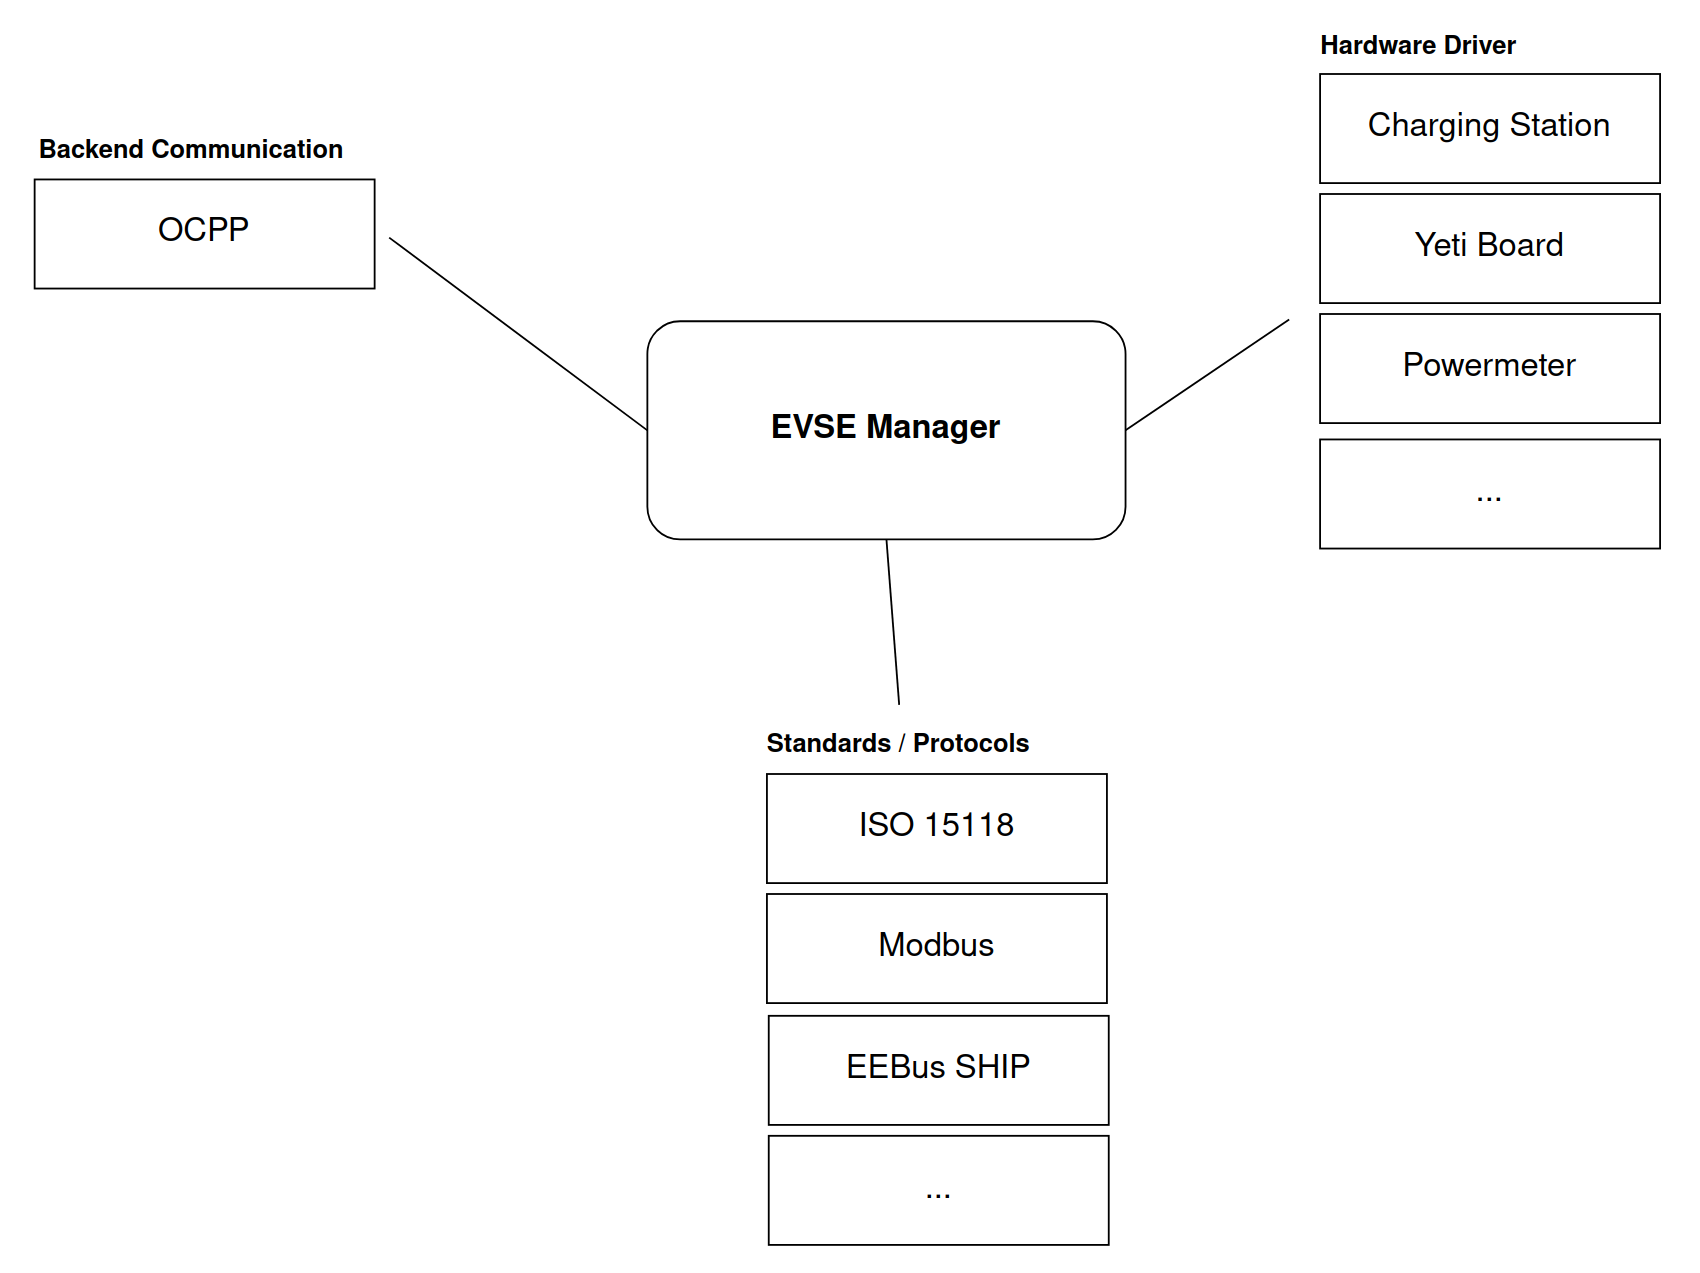 Hardware Driver
Charging Station
Yeti Board
Powermeter
...
Backend Communication
OCPP
EVSE Manager
Standards / Protocols
ISO 15118
Modbus
EEBus SHIP
...